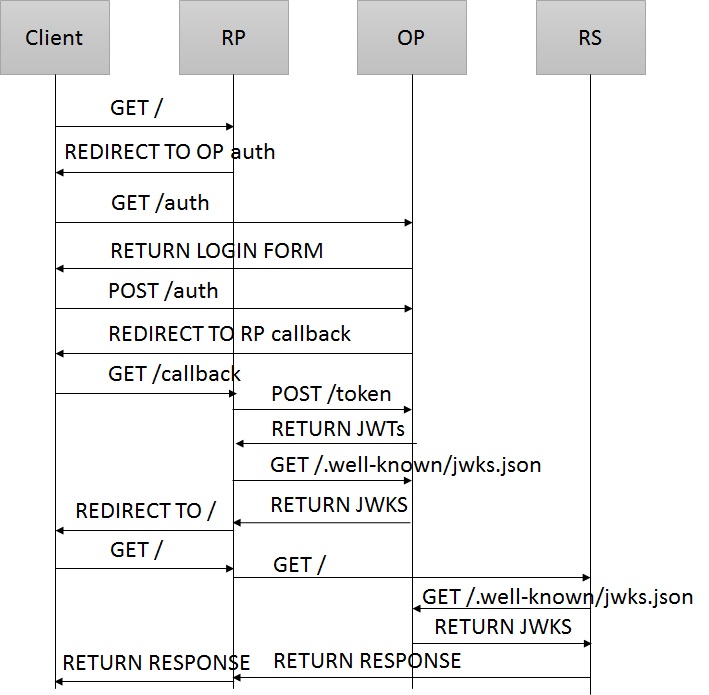 Client
RP
OP
RS
GET /
REDIRECT TO OP auth
GET /auth
RETURN LOGIN FORM
POST /auth
REDIRECT TO RP callback
GET /callback
POST /token
RETURN JWTs
GET /.well-known/jwks.json
RETURN JWKS
REDIRECT TO /
GET /
GET /
GET /.well-known/jwks.json
RETURN JWKS
RETURN RESPONSE
RETURN RESPONSE